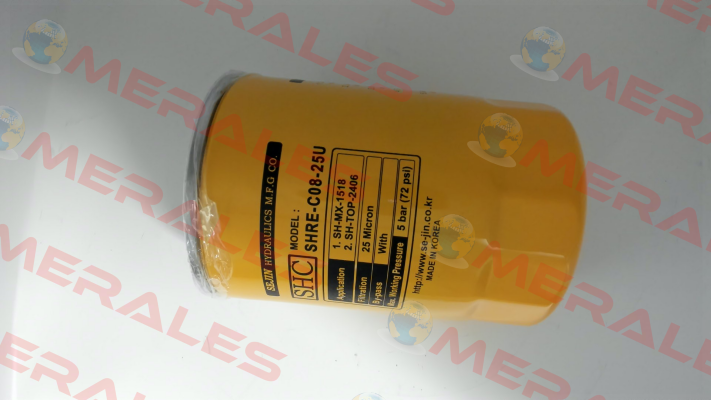 SEJIN HYDRAULICS M.F.G CO.
SHC
MODEL :
SHRE-C08-25U
Application
1. SH-MX-1518
2. SH-TOP-2406
Filtration
25 Micron
By-pass
With
Working Pressure
5 bar (72 psi)
http://www.se-jin.co.kr
MADE IN KOREA
MERALES
MERALES
MERALES
MERALES
MERALES
MERALES